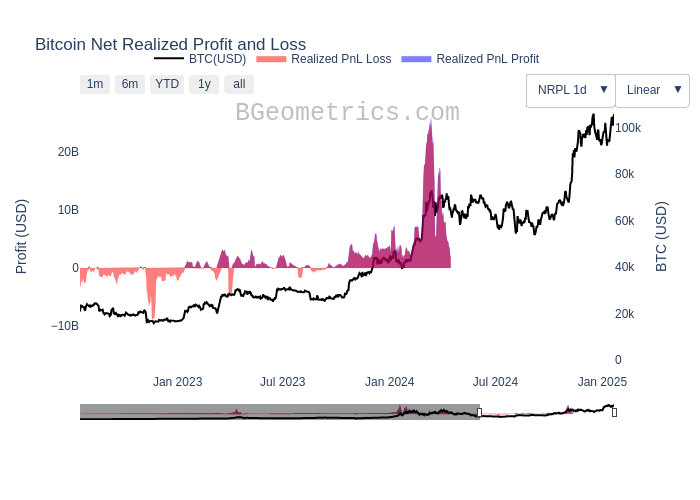 Bitcoin Net Realized Profit and Loss
BTC(USD) Realized PnL Loss Realized PnL Profit
1m 6m YTD 1y all NRPL 1d ▼ Linear ▼
BGeometrics.com
20B
10B
0
−10B
Profit (USD)
100k
80k
60k
40k
20k
0
BTC (USD)
Jan 2023 Jul 2023 Jan 2024 Jul 2024 Jan 2025